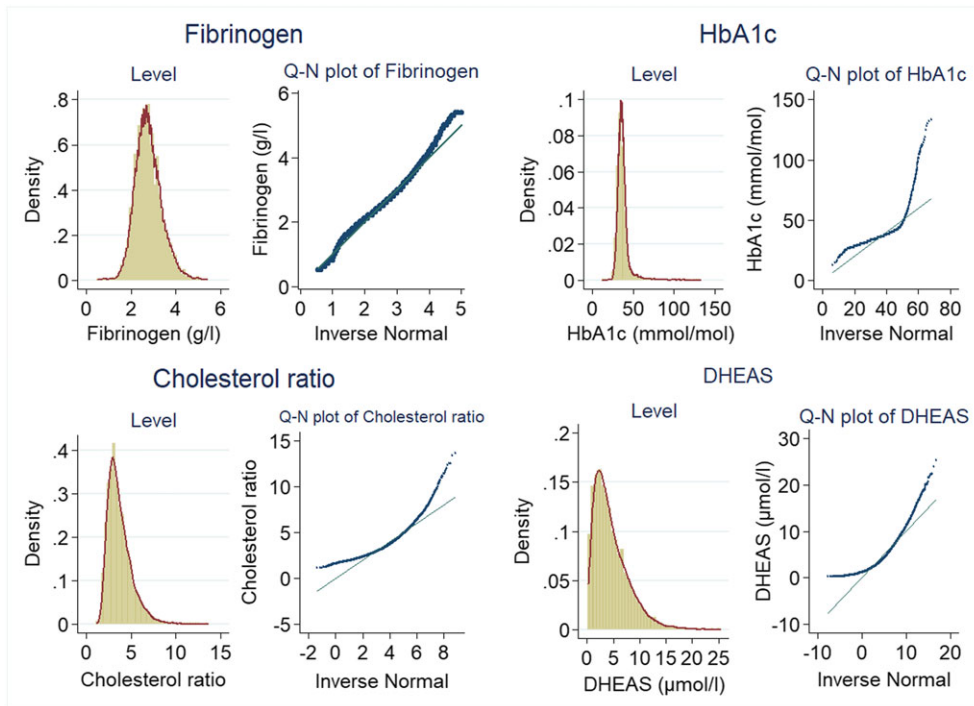 Fibrinogen
Level
.8
.6
.4
.2
0
Density
0 2 4 6
Fibrinogen (g/l)
Q-N plot of Fibrinogen
6
4
2
0
Fibrinogen (g/l)
0 1 2 3 4 5
Inverse Normal
HbA1c
Level
.1
.08
.06
.04
.02
0
Density
0 50 100 150
HbA1c (mmol/mol)
Q-N plot of HbA1c
150
100
50
0
HbA1c (mmol/mol)
0 20 40 60 80
Inverse Normal
Cholesterol ratio
Level
.4
.3
.2
.1
0
Density
0 5 10 15
Cholesterol ratio
Q-N plot of Cholesterol ratio
15
10
5
0
-5
Cholesterol ratio
-2 0 2 4 6 8
Inverse Normal
DHEAS
Level
.2
.15
.1
.05
0
Density
0 5 10 15 20 25
DHEAS (µmol/l)
Q-N plot of DHEAS
30
20
10
0
-10
DHEAS (µmol/l)
-10 0 10 20
Inverse Normal